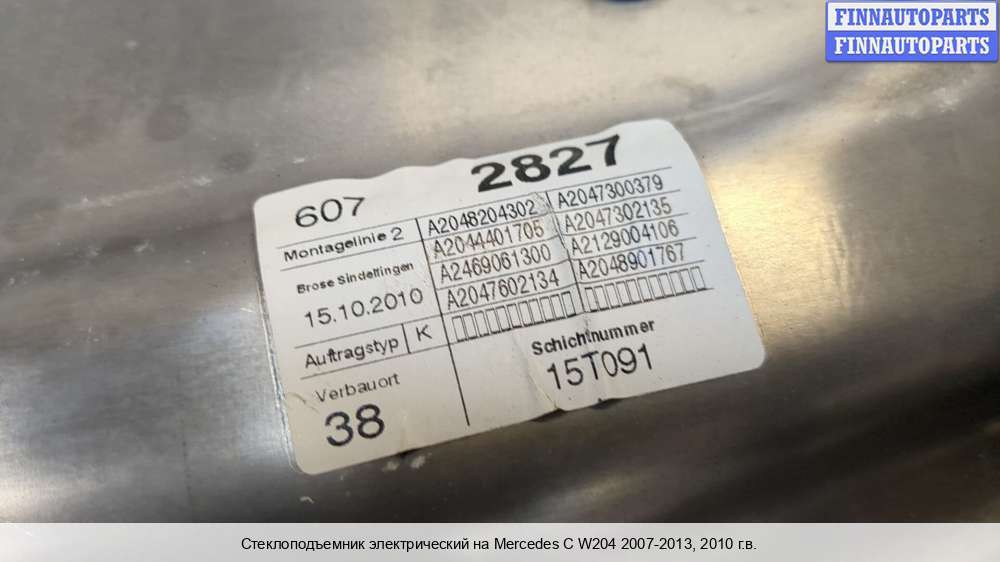 FINNAUTOPARTS
FINNAUTOPARTS
607 2827
Montagelinie 2 A2048204302 A2047300379
Brose Sindelfingen A2044401705 A2047302135
15.10.2010 A2469061300 A2129004106
A2047602134 A2048901767
Auftragstyp K
Verbauort Schichtnummer
38 15T091
Стеклоподъемник электрический на Mercedes C W204 2007-2013, 2010 г.в.